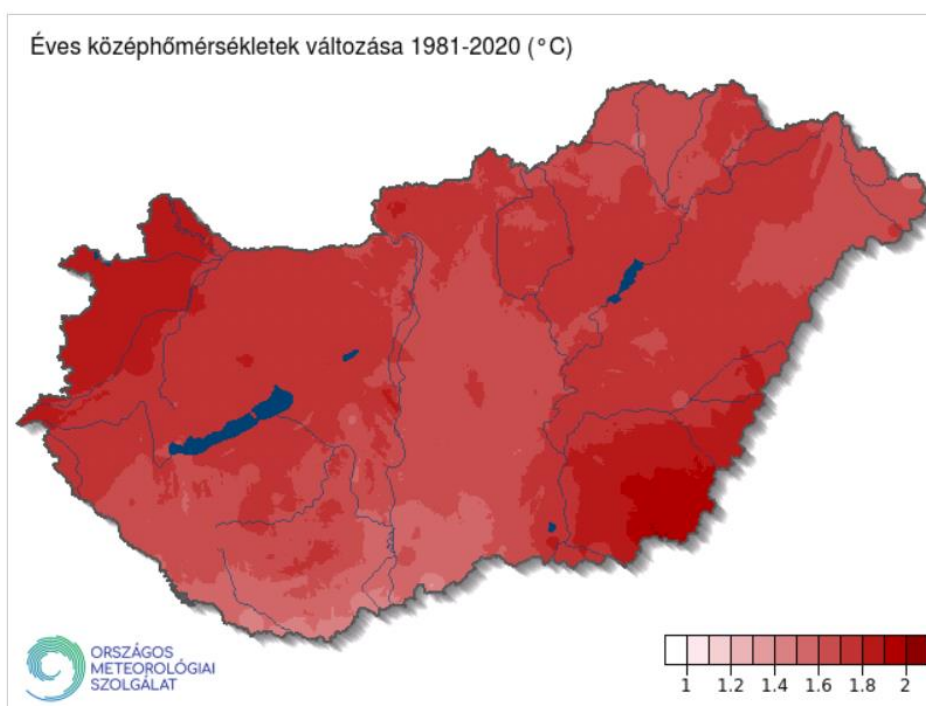 Éves középhőmérsékletek változása 1981-2020 (°C)
ORSZÁGOS
METEOROLÓGIAI
SZOLGÁLAT
1 1.2 1.4 1.6 1.8 2